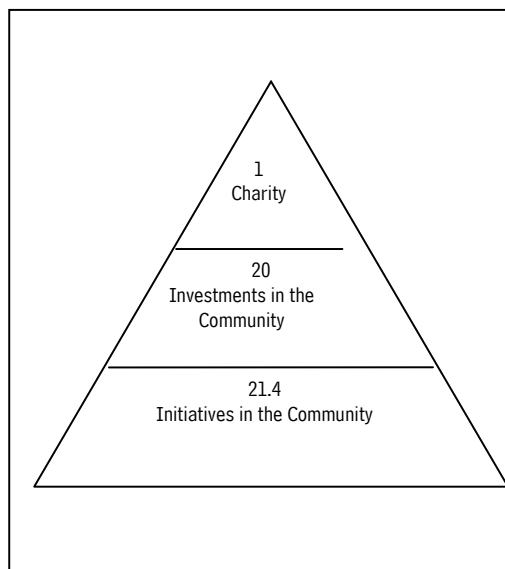 1
Charity
20
Investments in the
Community
21.4
Initiatives in the Community